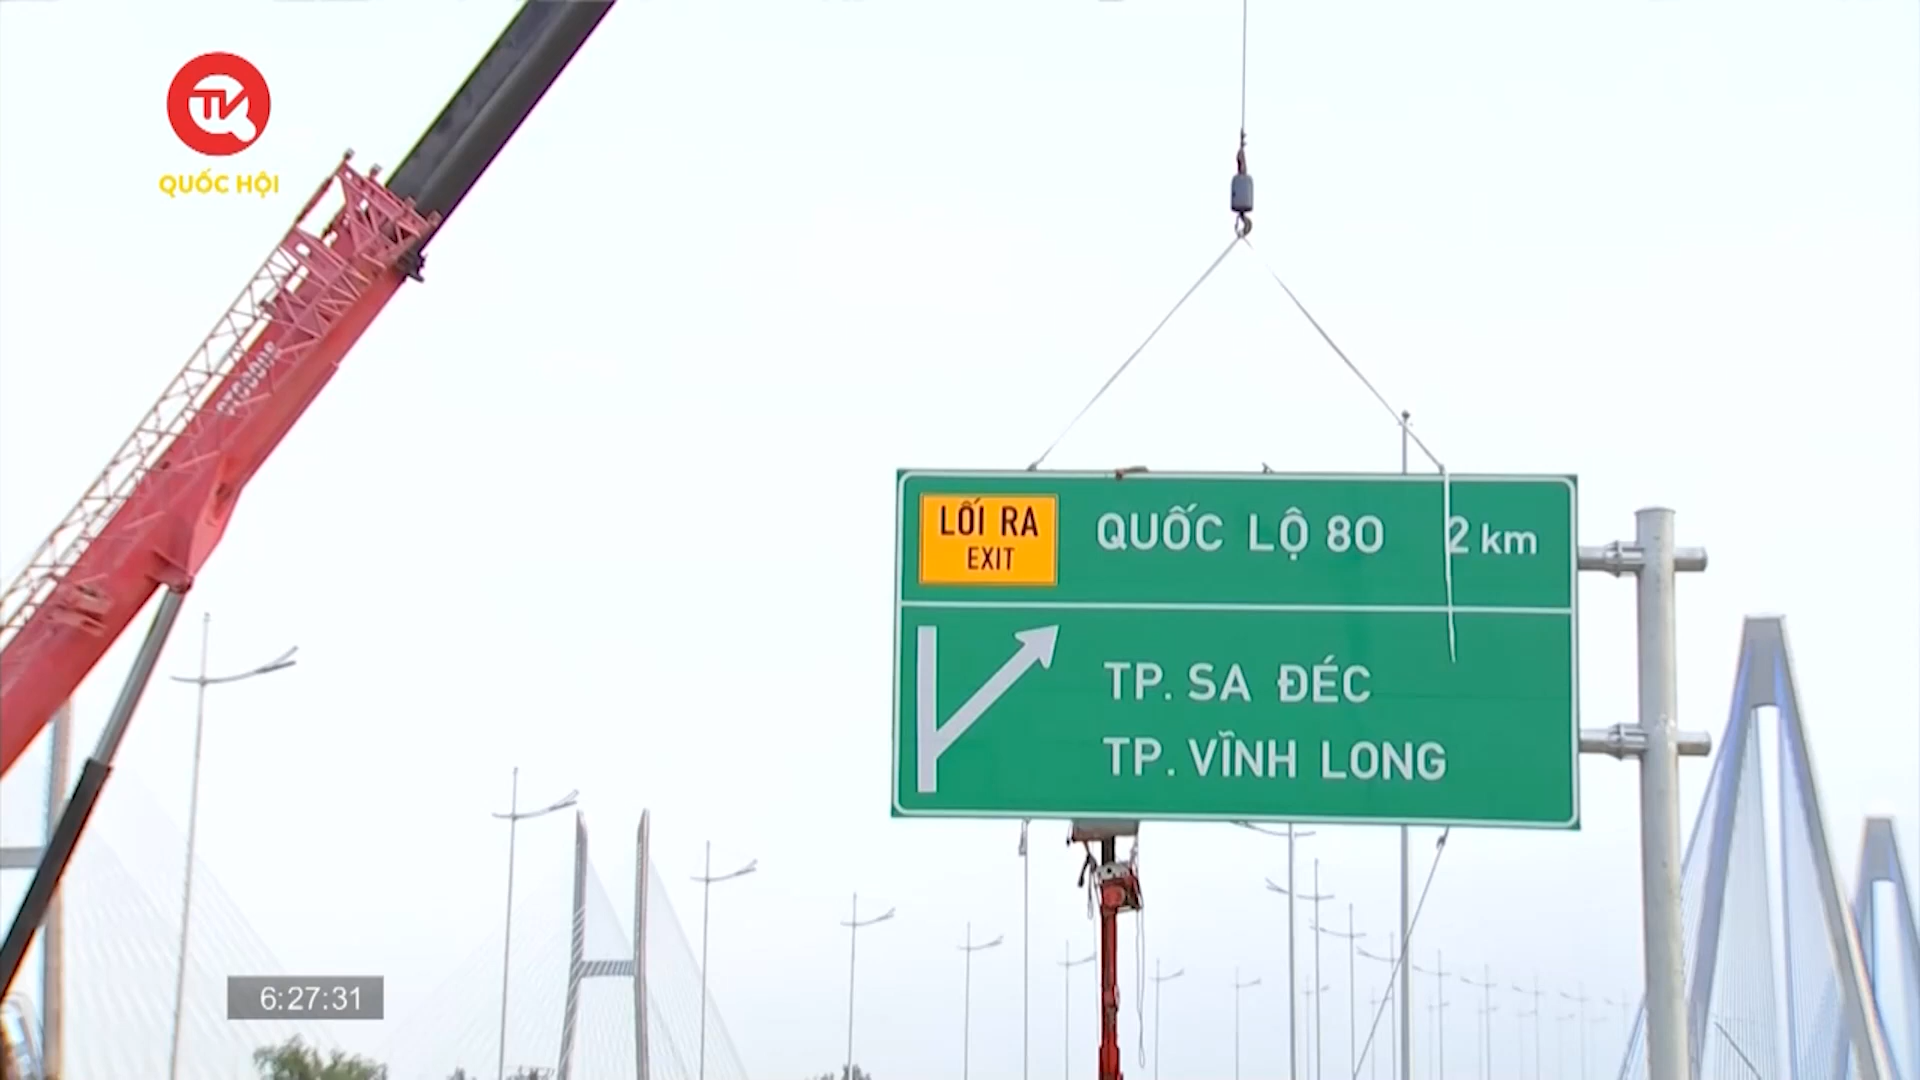 TV
QUỐC HỘI
LỐI RA
EXIT
QUỐC LỘ 80
2 km
TP. SA ĐÉC
TP. VĨNH LONG
6:27:31